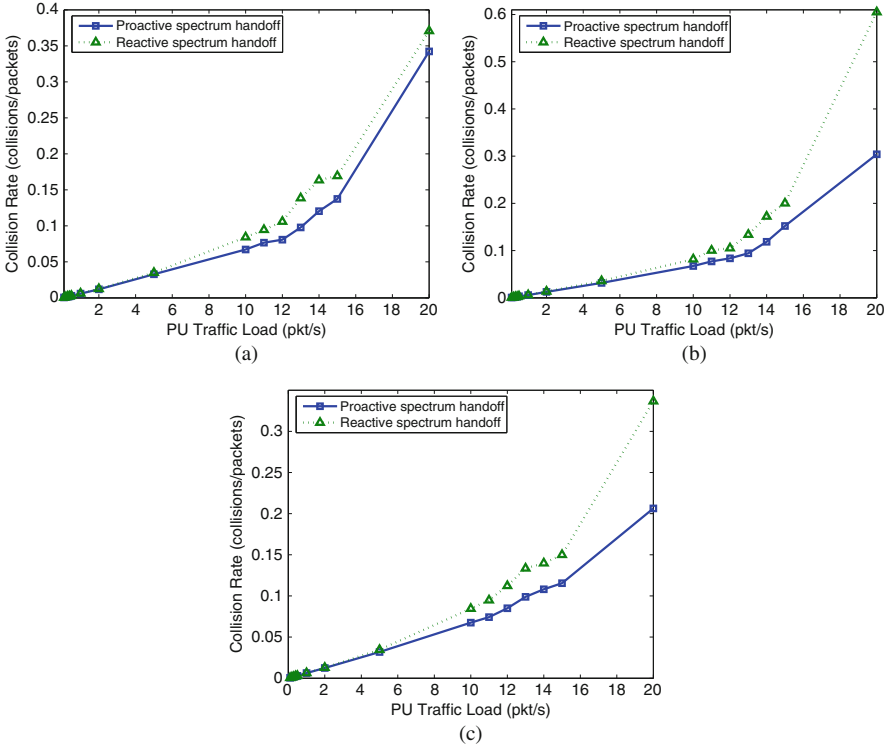 0.4
0.35
0.3
0.25
0.2
0.15
0.1
0.05
0
Collision Rate (collisions/packets)
Proactive spectrum handoff
Reactive spectrum handoff
2 4 6 8 10 12 14 16 18 20
PU Traffic Load (pkt/s)
(a)
0.6
0.5
0.4
0.3
0.2
0.1
0
Collision Rate (collisions/packets)
Proactive spectrum handoff
Reactive spectrum handoff
2 4 6 8 10 12 14 16 18 20
PU Traffic Load (pkt/s)
(b)
0.3
0.25
0.2
0.15
0.1
0.05
0
Collision Rate (collisions/packets)
Proactive spectrum handoff
Reactive spectrum handoff
0 2 4 6 8 10 12 14 16 18 20
PU Traffic Load (pkt/s)
(c)